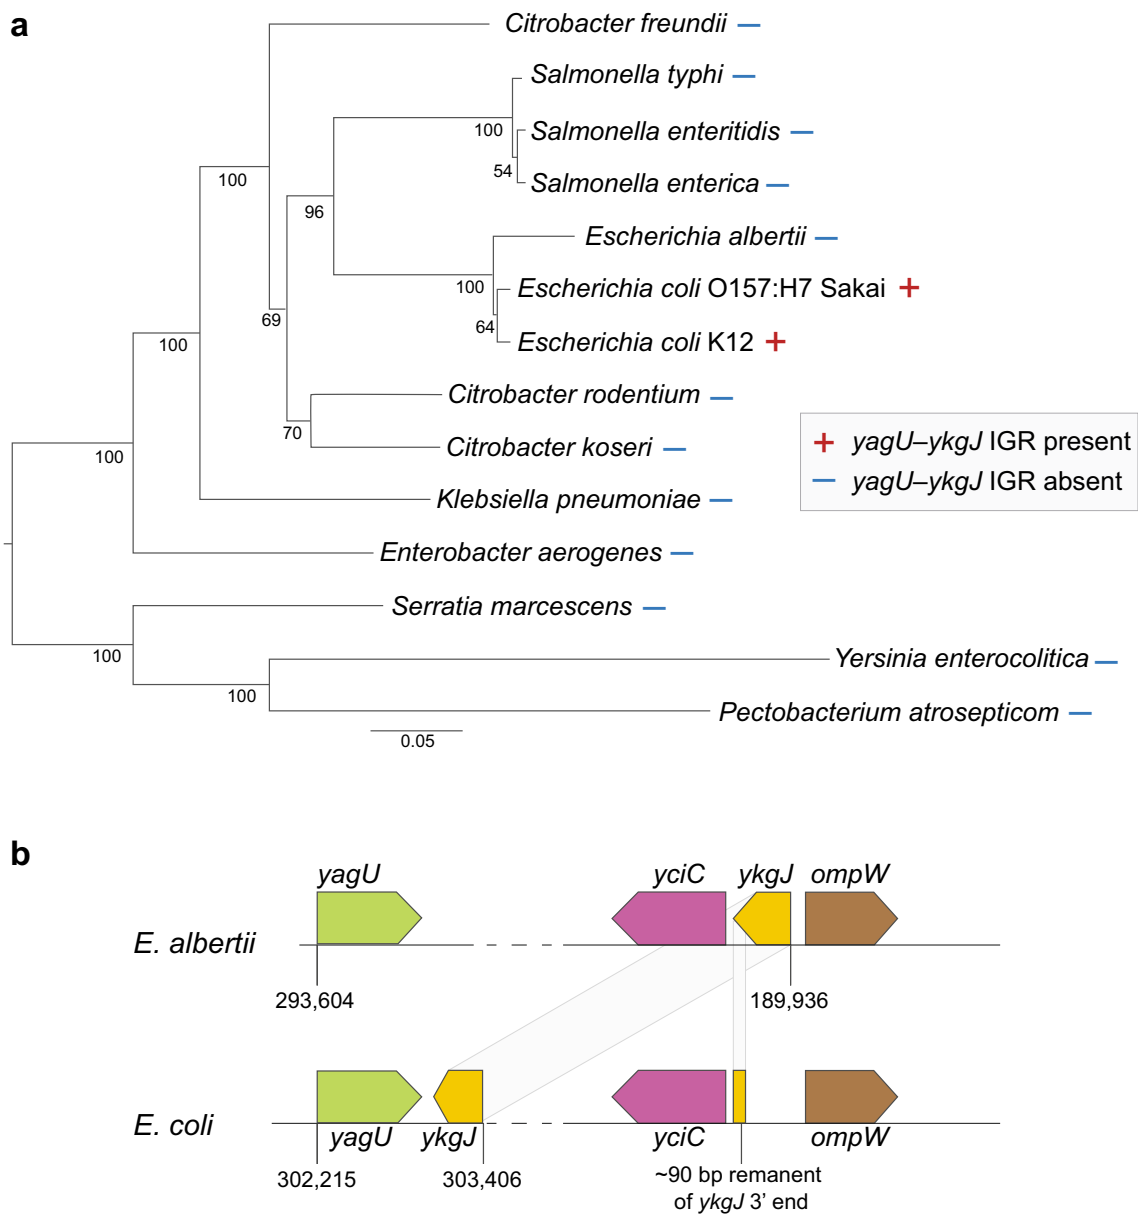 a
Citrobacter freundii —
Salmonella typhi —
100
Salmonella enteritidis —
54
Salmonella enterica —
100
96
Escherichia albertii —
100
Escherichia coli O157:H7 Sakai +
69
64
Escherichia coli K12 +
100
Citrobacter rodentium —
70
Citrobacter koseri —
+ yagU–ykgJ IGR present
— yagU–ykgJ IGR absent
100
Klebsiella pneumoniae —
Enterobacter aerogenes —
Serratia marcescens —
100
Yersinia enterocolitica —
100
Pectobacterium atrosepticom —
0.05
b
yagU yciC ykgJ ompW
E. albertii
293,604 189,936
E. coli
yagU ykgJ yciC ompW
302,215 303,406 ~90 bp remanent
of ykgJ 3' end